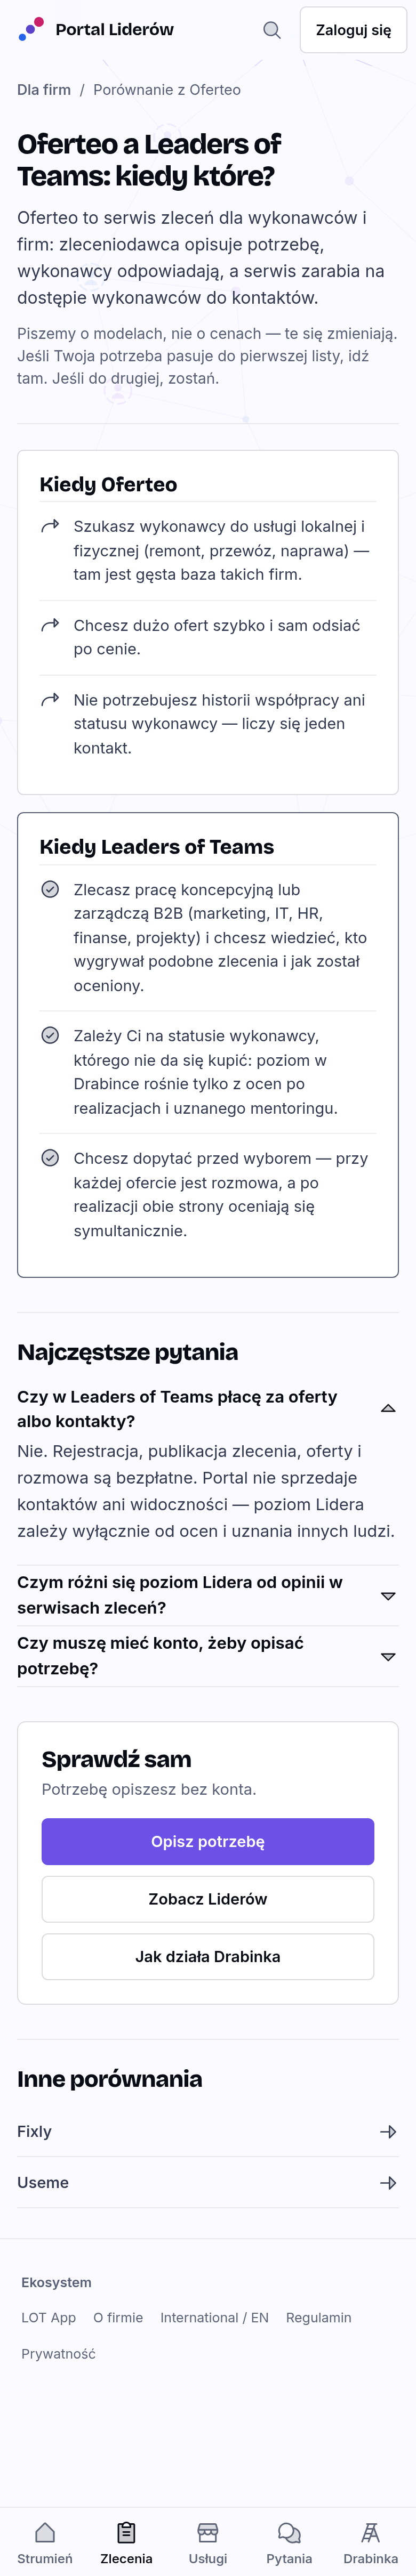 Portal Liderów
Zaloguj się
Dla firm / Porównanie z Oferteo
Oferteo a Leaders of
Teams: kiedy które?
Oferteo to serwis zleceń dla wykonawców i
firm: zleceniodawca opisuje potrzebę,
wykonawcy odpowiadają, a serwis zarabia na
dostępie wykonawców do kontaktów.
Piszemy o modelach, nie o cenach — te się zmieniają.
Jeśli Twoja potrzeba pasuje do pierwszej listy, idź
tam. Jeśli do drugiej, zostań.
Kiedy Oferteo
Szukasz wykonawcy do usługi lokalnej i
fizycznej (remont, przewóz, naprawa) —
tam jest gęsta baza takich firm.
Chcesz dużo ofert szybko i sam odsiać
po cenie.
Nie potrzebujesz historii współpracy ani
statusu wykonawcy — liczy się jeden
kontakt.
Kiedy Leaders of Teams
Zlecasz pracę koncepcyjną lub
zarządczą B2B (marketing, IT, HR,
finanse, projekty) i chcesz wiedzieć, kto
wygrywał podobne zlecenia i jak został
oceniony.
Zależy Ci na statusie wykonawcy,
którego nie da się kupić: poziom w
Drabince rośnie tylko z ocen po
realizacjach i uznanego mentoringu.
Chcesz dopytać przed wyborem — przy
każdej ofercie jest rozmowa, a po
realizacji obie strony oceniają się
symultanicznie.
Najczęstsze pytania
Czy w Leaders of Teams płacę za oferty
albo kontakty?
Nie. Rejestracja, publikacja zlecenia, oferty i
rozmowa są bezpłatne. Portal nie sprzedaje
kontaktów ani widoczności — poziom Lidera
zależy wyłącznie od ocen i uznania innych ludzi.
Czym różni się poziom Lidera od opinii w
serwisach zleceń?
Czy muszę mieć konto, żeby opisać
potrzebę?
Sprawdź sam
Potrzebę opiszesz bez konta.
Opisz potrzebę
Zobacz Liderów
Jak działa Drabinka
Inne porównania
Fixly
Useme
Ekosystem
LOT App O firmie International / EN Regulamin
Prywatność
Strumień Zlecenia Usługi Pytania Drabinka